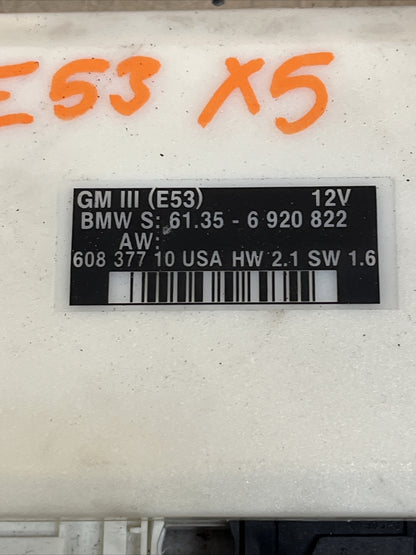 E53 X5
GM III (E53) 12V
BMW S: 61.35 - 6 920 822
AW:
608 377 10 USA HW 2.1 SW 1.6